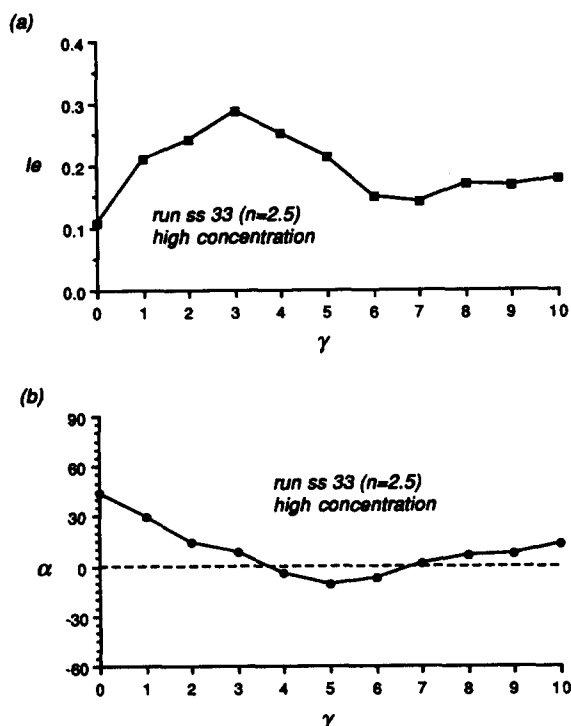 (a)
0.4
0.3
Ie
0.2
0.1
0.0
run ss 33 (n=2.5)
high concentration
0 1 2 3 4 5 6 7 8 9 10
γ
(b)
90
60
30
α
0
-30
-60
run ss 33 (n=2.5)
high concentration
0 1 2 3 4 5 6 7 8 9 10
γ